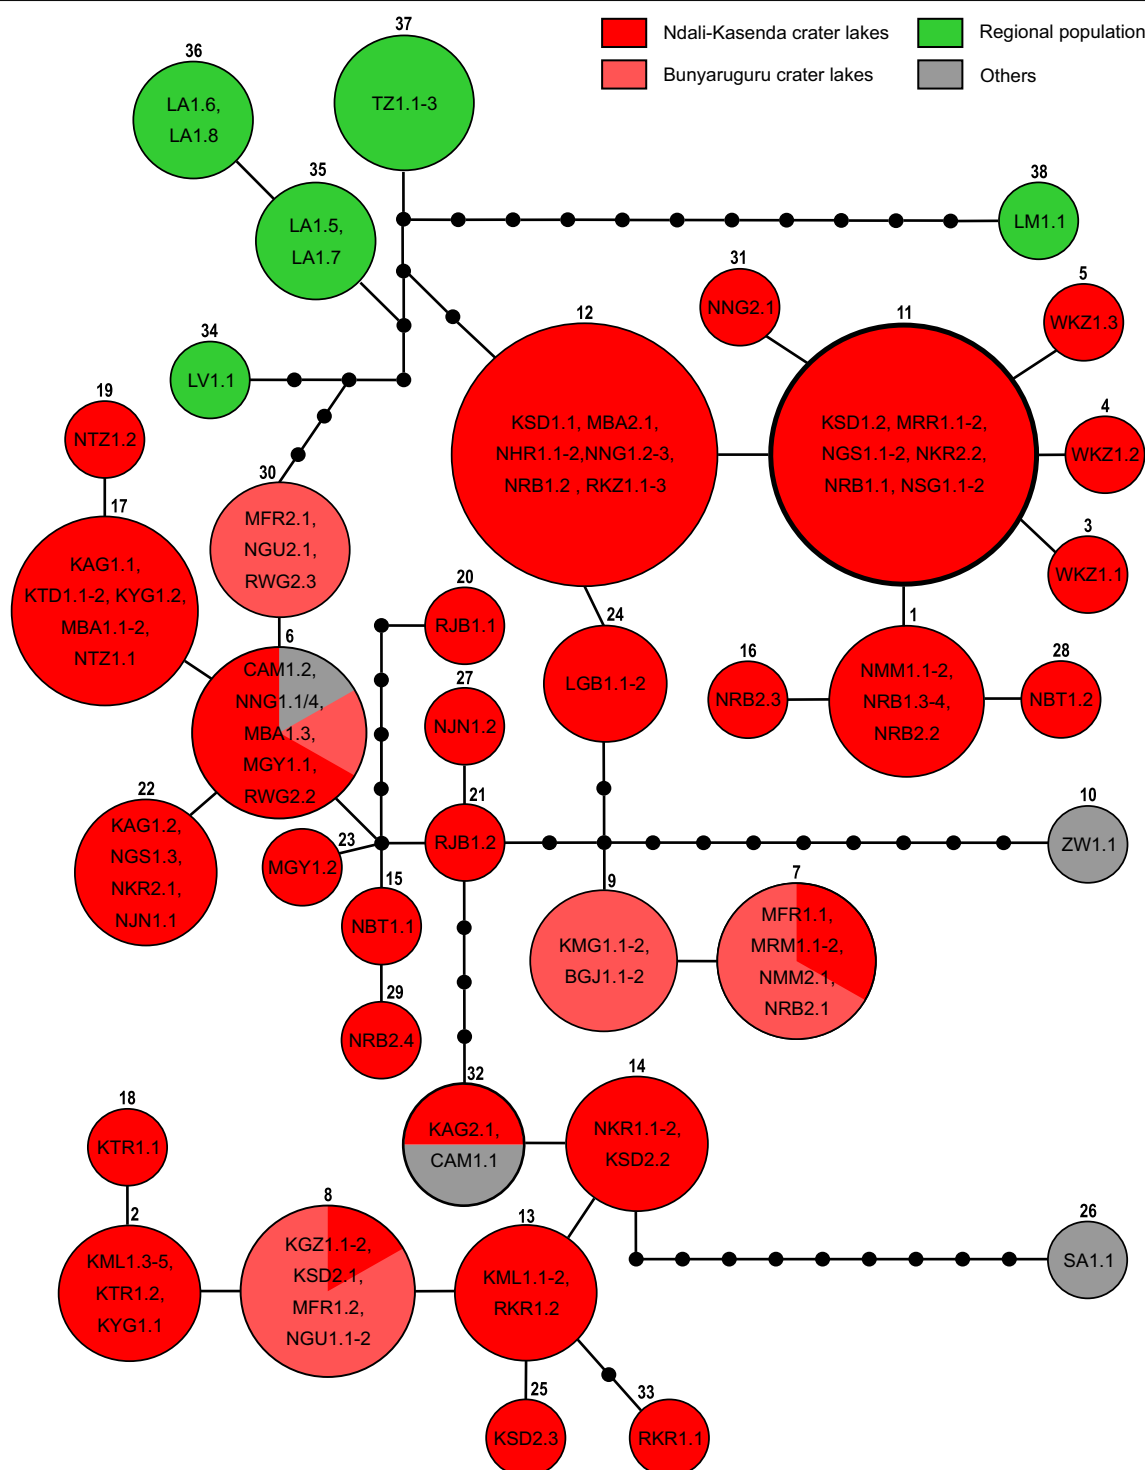 37
Ndali-Kasenda crater lakes
Regional population
36
Bunyaruguru crater lakes
Others
TZ1.1-3
LA1.6,
LA1.8
35
38
LA1.5,
LA1.7
LM1.1
31
5
12
11
NNG2.1
WKZ1.3
34
LV1.1
19
4
KSD1.1, MBA2.1,
NHR1.1-2,NNG1.2-3,
NRB1.2 , RKZ1.1-3
KSD1.2, MRR1.1-2,
NGS1.1-2, NKR2.2,
NRB1.1, NSG1.1-2
NTZ1.2
WKZ1.2
30
17
MFR2.1,
NGU2.1,
RWG2.3
3
WKZ1.1
KAG1.1,
KTD1.1-2, KYG1.2,
MBA1.1-2,
NTZ1.1
20
RJB1.1
24
1
6
16
28
CAM1.2,
NNG1.1/4,
MBA1.3,
MGY1.1,
RWG2.2
27
LGB1.1-2
NRB2.3
NMM1.1-2,
NRB1.3-4,
NRB2.2
NBT1.2
NJN1.2
22
21
10
KAG1.2,
NGS1.3,
NKR2.1,
NJN1.1
23
MGY1.2
RJB1.2
ZW1.1
15
9
7
NBT1.1
KMG1.1-2,
BGJ1.1-2
MFR1.1,
MRM1.1-2,
NMM2.1,
NRB2.1
29
NRB2.4
32
14
18
KAG2.1,
CAM1.1
NKR1.1-2,
KSD2.2
KTR1.1
8
2
13
26
KML1.3-5,
KTR1.2,
KYG1.1
KGZ1.1-2,
KSD2.1,
MFR1.2,
NGU1.1-2
KML1.1-2,
RKR1.2
SA1.1
25
33
KSD2.3
RKR1.1